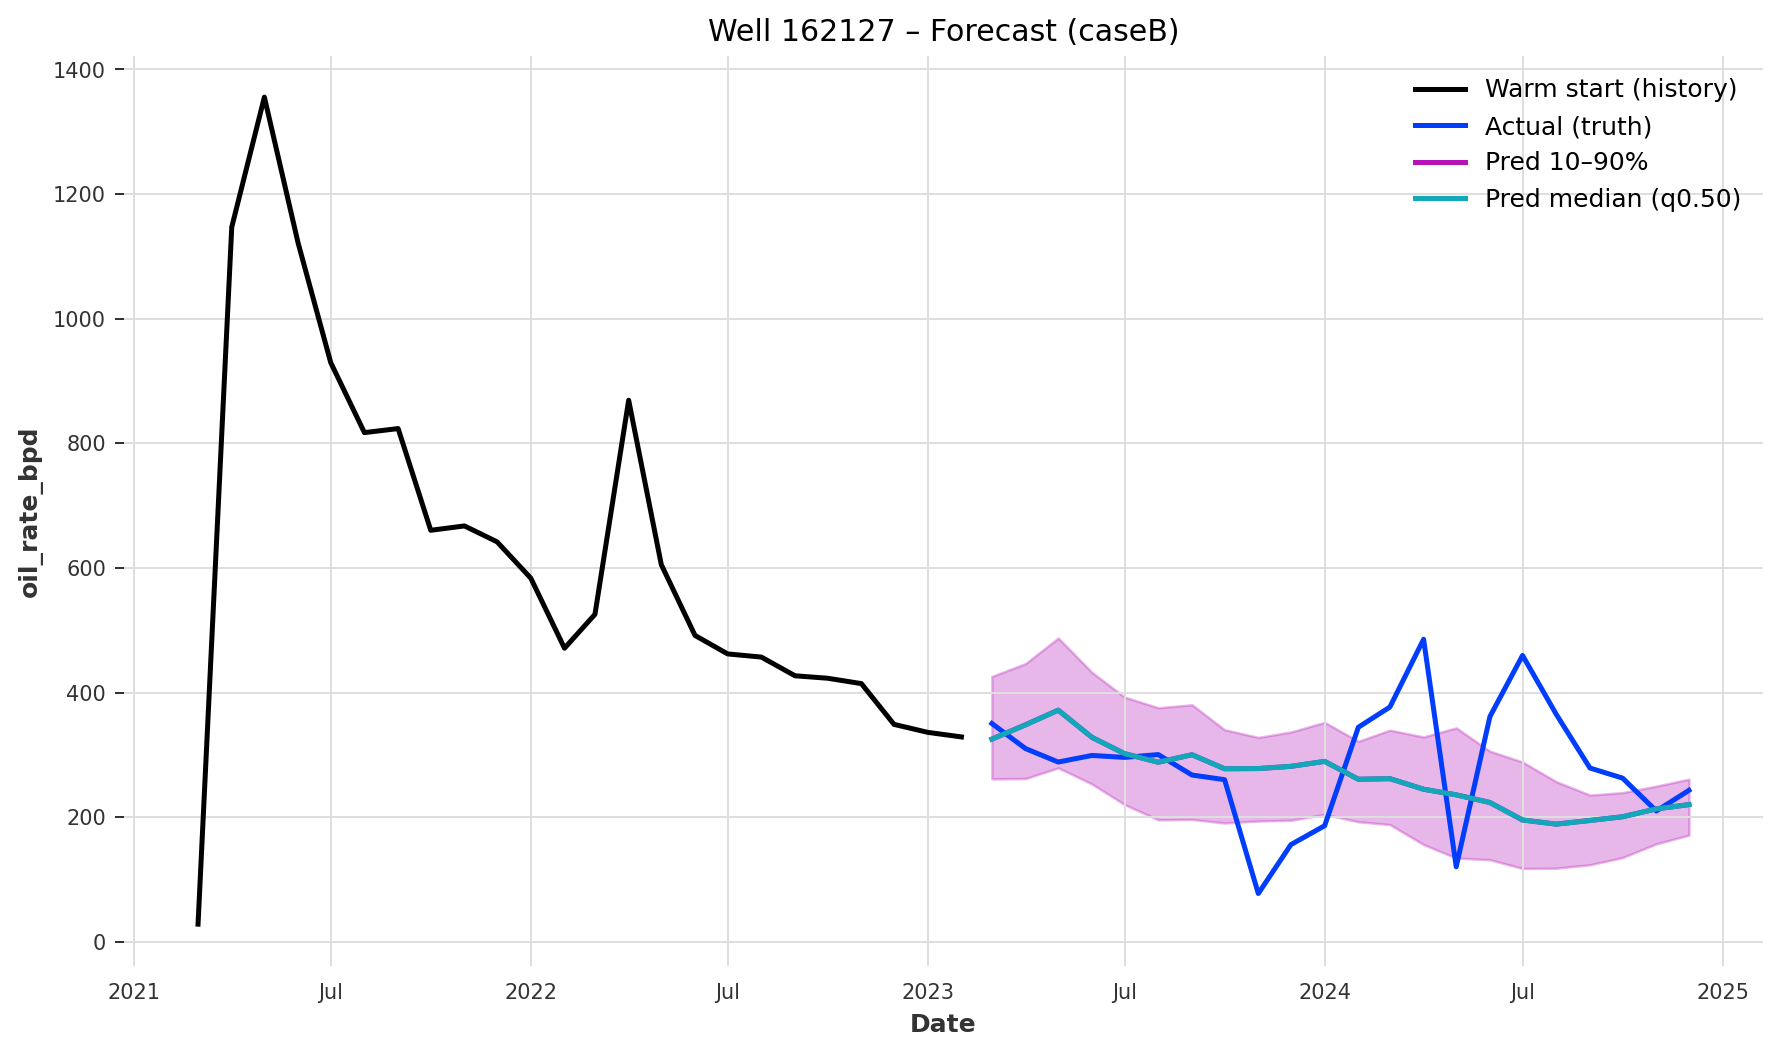 Well 162127 – Forecast (caseB)
Warm start (history)
Actual (truth)
Pred 10–90%
Pred median (q0.50)
oil_rate_bpd
1400
1200
1000
800
600
400
200
0
2021
Jul
2022
Jul
2023
Jul
2024
Jul
2025
Date